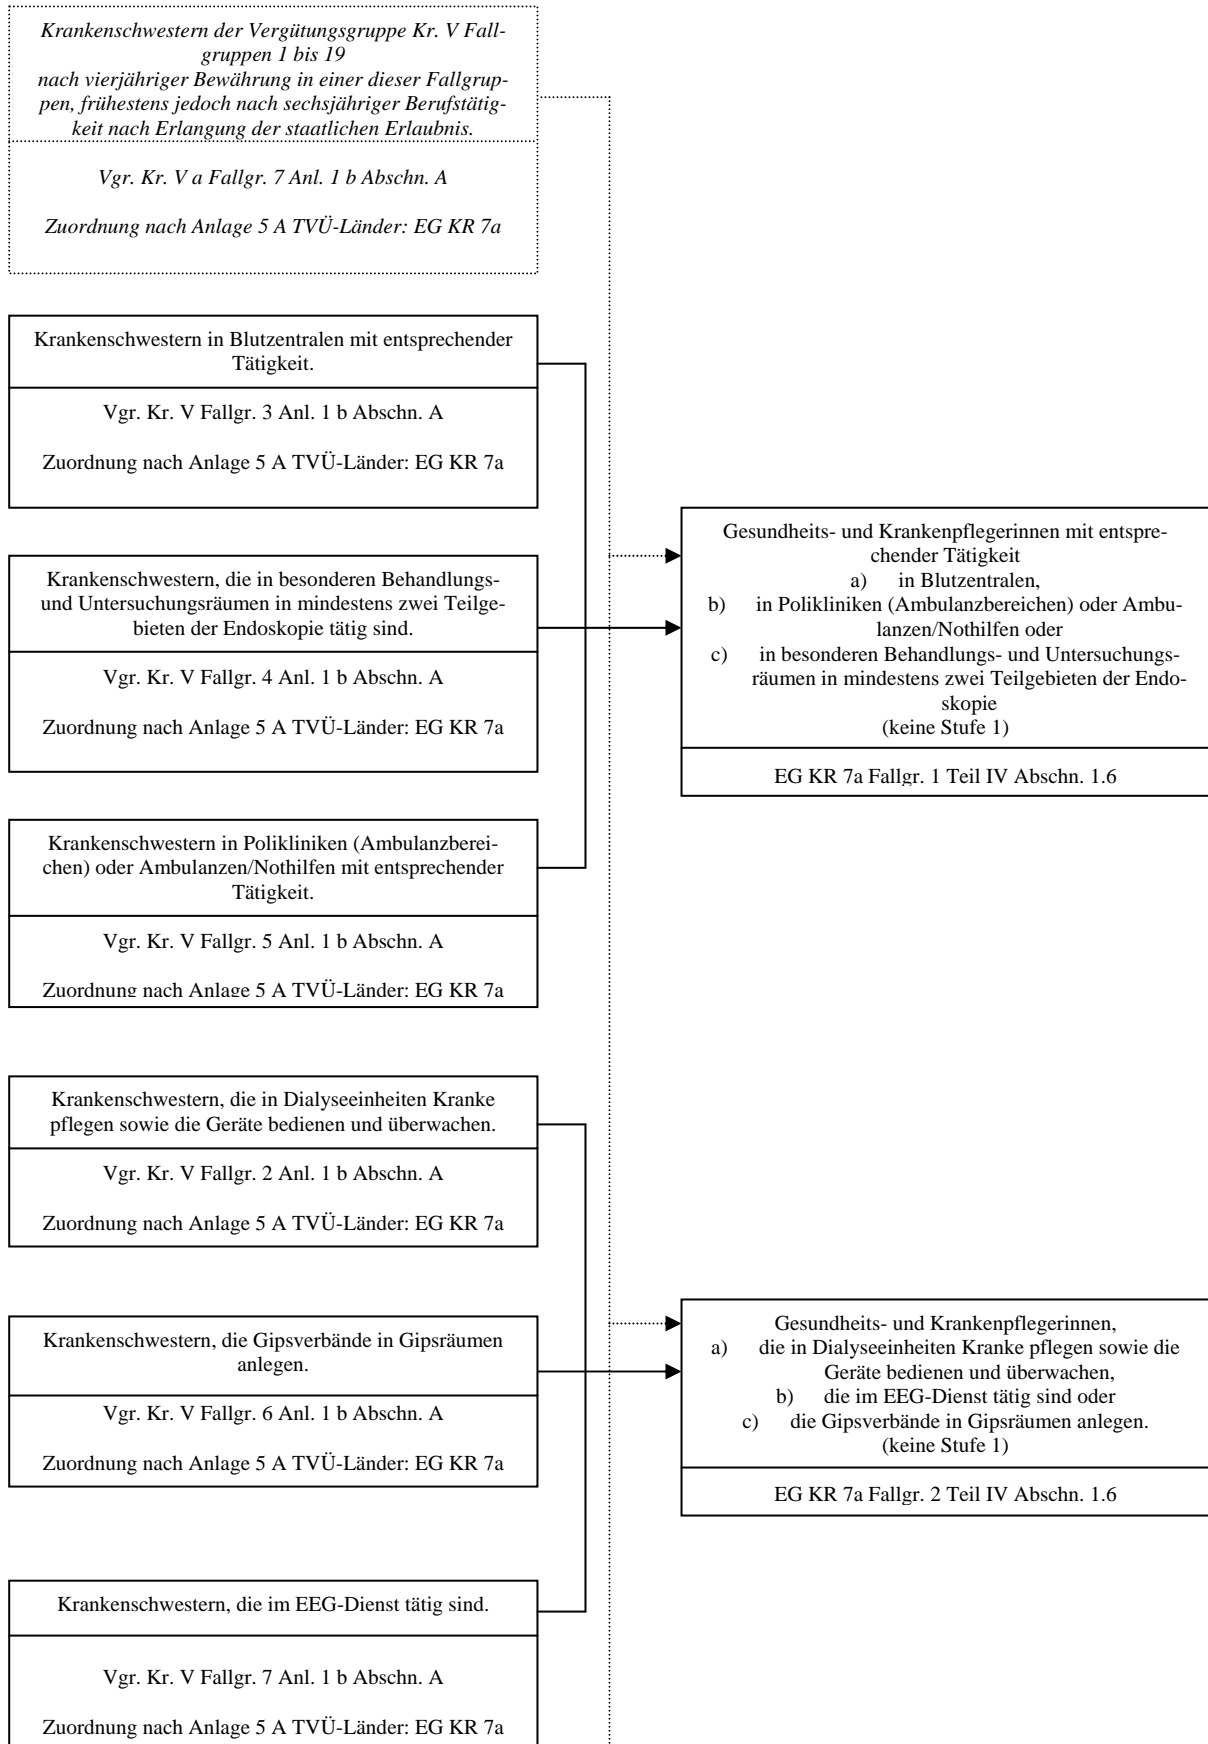 Krankenschwestern der Vergütungsgruppe Kr. V Fall-
gruppen 1 bis 19
nach vierjähriger Bewährung in einer dieser Fallgrup-
pen, frühestens jedoch nach sechsjähriger Berufstätig-
keit nach Erlangung der staatlichen Erlaubnis.
Vgr. Kr. V a Fallgr. 7 Anl. 1 b Abschn. A
Zuordnung nach Anlage 5 A TVÜ-Länder: EG KR 7a
Krankenschwestern in Blutzentralen mit entsprechender
Tätigkeit.
Vgr. Kr. V Fallgr. 3 Anl. 1 b Abschn. A
Zuordnung nach Anlage 5 A TVÜ-Länder: EG KR 7a
Krankenschwestern, die in besonderen Behandlungs-
und Untersuchungsräumen in mindestens zwei Teilge-
bieten der Endoskopie tätig sind.
Vgr. Kr. V Fallgr. 4 Anl. 1 b Abschn. A
Zuordnung nach Anlage 5 A TVÜ-Länder: EG KR 7a
Krankenschwestern in Polikliniken (Ambulanzberei-
chen) oder Ambulanzen/Nothilfen mit entsprechender
Tätigkeit.
Vgr. Kr. V Fallgr. 5 Anl. 1 b Abschn. A
Zuordnung nach Anlage 5 A TVÜ-Länder: EG KR 7a
Gesundheits- und Krankenpflegerinnen mit entspre-
chender Tätigkeit
a) in Blutzentralen,
b) in Polikliniken (Ambulanzbereichen) oder Ambu-
lanzen/Nothilfen oder
c) in besonderen Behandlungs- und Untersuchungs-
räumen in mindestens zwei Teilgebieten der Endo-
skopie
(keine Stufe 1)
EG KR 7a Fallgr. 1 Teil IV Abschn. 1.6
Krankenschwestern, die in Dialyseeinheiten Kranke
pflegen sowie die Geräte bedienen und überwachen.
Vgr. Kr. V Fallgr. 2 Anl. 1 b Abschn. A
Zuordnung nach Anlage 5 A TVÜ-Länder: EG KR 7a
Krankenschwestern, die Gipsverbände in Gipsräumen
anlegen.
Vgr. Kr. V Fallgr. 6 Anl. 1 b Abschn. A
Zuordnung nach Anlage 5 A TVÜ-Länder: EG KR 7a
Krankenschwestern, die im EEG-Dienst tätig sind.
Vgr. Kr. V Fallgr. 7 Anl. 1 b Abschn. A
Zuordnung nach Anlage 5 A TVÜ-Länder: EG KR 7a
Gesundheits- und Krankenpflegerinnen,
a) die in Dialyseeinheiten Kranke pflegen sowie die
Geräte bedienen und überwachen,
b) die im EEG-Dienst tätig sind oder
c) die Gipsverbände in Gipsräumen anlegen.
(keine Stufe 1)
EG KR 7a Fallgr. 2 Teil IV Abschn. 1.6